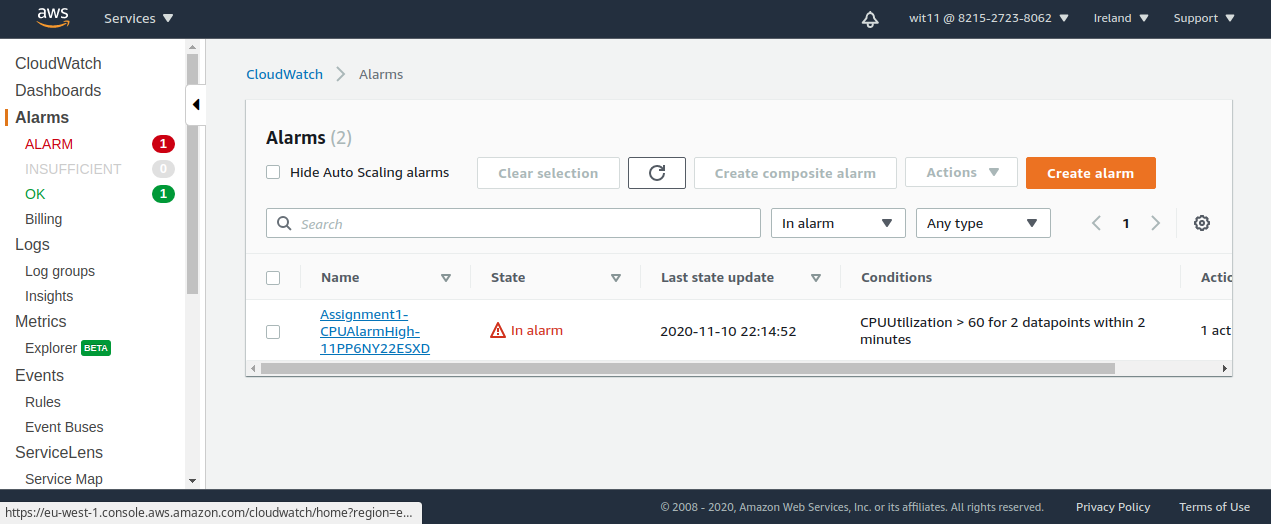 aws Services wit11 @ 8215-2723-8062 Ireland Support
CloudWatch
Dashboards
Alarms
ALARM 1
INSUFFICIENT 0
OK 1
Billing
Logs
Log groups
Insights
Metrics
Explorer BETA
Events
Rules
Event Buses
ServiceLens
Service Map
CloudWatch Alarms
Alarms (2)
Hide Auto Scaling alarms Clear selection Create composite alarm Actions Create alarm
Search In alarm Any type 1
Name State Last state update Conditions Actio
Assignment1-
CPUAlarmHigh-
11PP6NY22ESXD
In alarm
2020-11-10 22:14:52
CPUUtilization > 60 for 2 datapoints within 2
minutes
1 act
https://eu-west-1.console.aws.amazon.com/cloudwatch/home?region=e...
© 2008 - 2020, Amazon Web Services, Inc. or its affiliates. All rights reserved. Privacy Policy Terms of Use